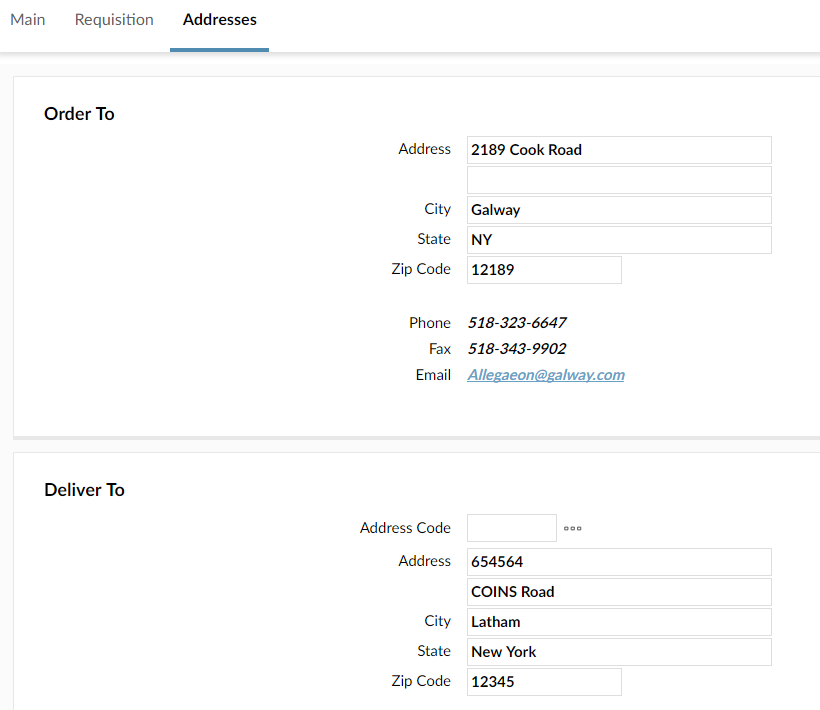 Main Requisition Addresses
Order To
Address 2189 Cook Road
City Galway
State NY
Zip Code 12189
Phone 518-323-6647
Fax 518-343-9902
Email Allegaeon@galway.com
Deliver To
Address Code
Address 654564
COINS Road
City Latham
State New York
Zip Code 12345